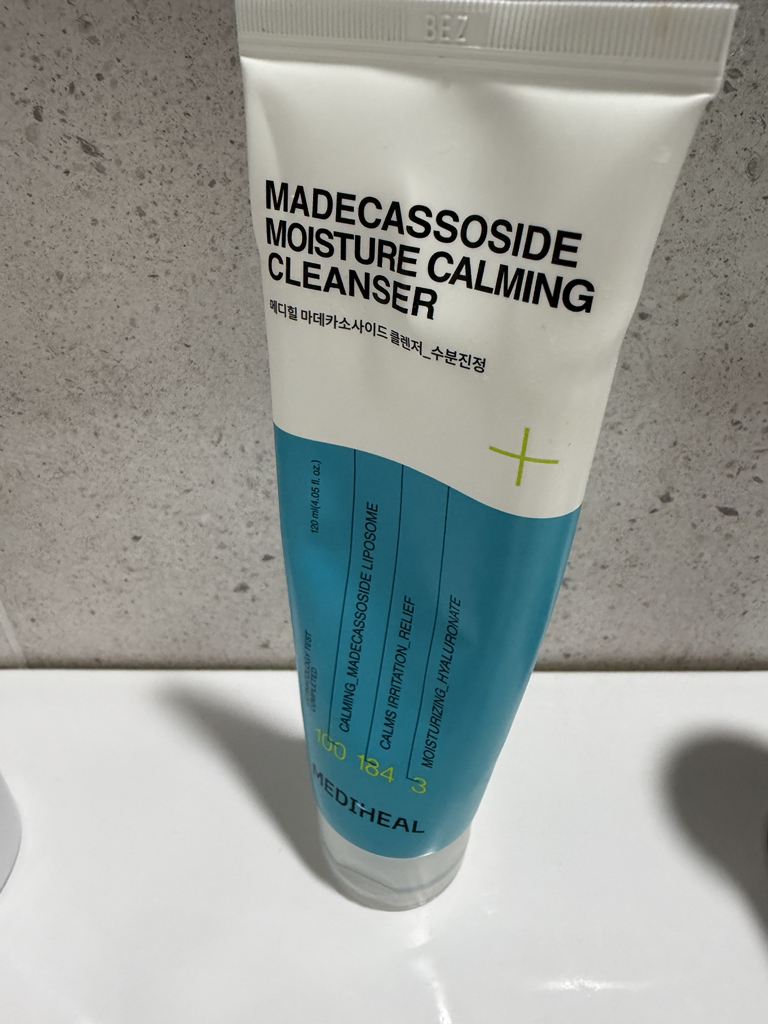 BEZ
MADECASSOSIDE
MOISTURE CALMING
CLEANSER
메디힐 마데카소사이드 클렌저_수분진정
120 ml(4.05 fl. oz.)
TEST
COMPLETED
CALMING_MADECASSOSIDE LIPOSOME
CALMS IRRITATION_RELIEF
MOISTURIZING_HYALURONATE
100 184 3
MEDIHEAL